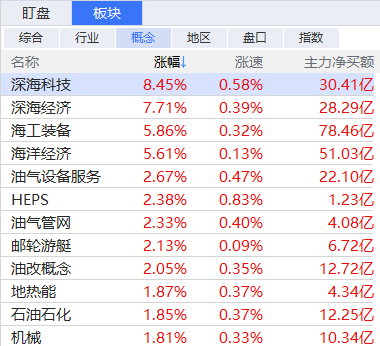 盯盘 板块
综合 行业 概念 地区 盘口 指数
名称 涨幅↓ 涨速 主力净买额
深海科技 8.45% 0.58% 30.41亿
深海经济 7.71% 0.39% 28.29亿
海工装备 5.86% 0.32% 78.46亿
海洋经济 5.61% 0.13% 51.03亿
油气设备服务 2.67% 0.47% 22.10亿
HEPS 2.38% 0.83% 1.23亿
油气管网 2.33% 0.40% 4.08亿
邮轮游艇 2.13% 0.09% 6.72亿
油改概念 2.05% 0.35% 12.72亿
地热能 1.87% 0.37% 4.34亿
石油石化 1.85% 0.37% 12.25亿
机械 1.81% 0.33% 10.34亿